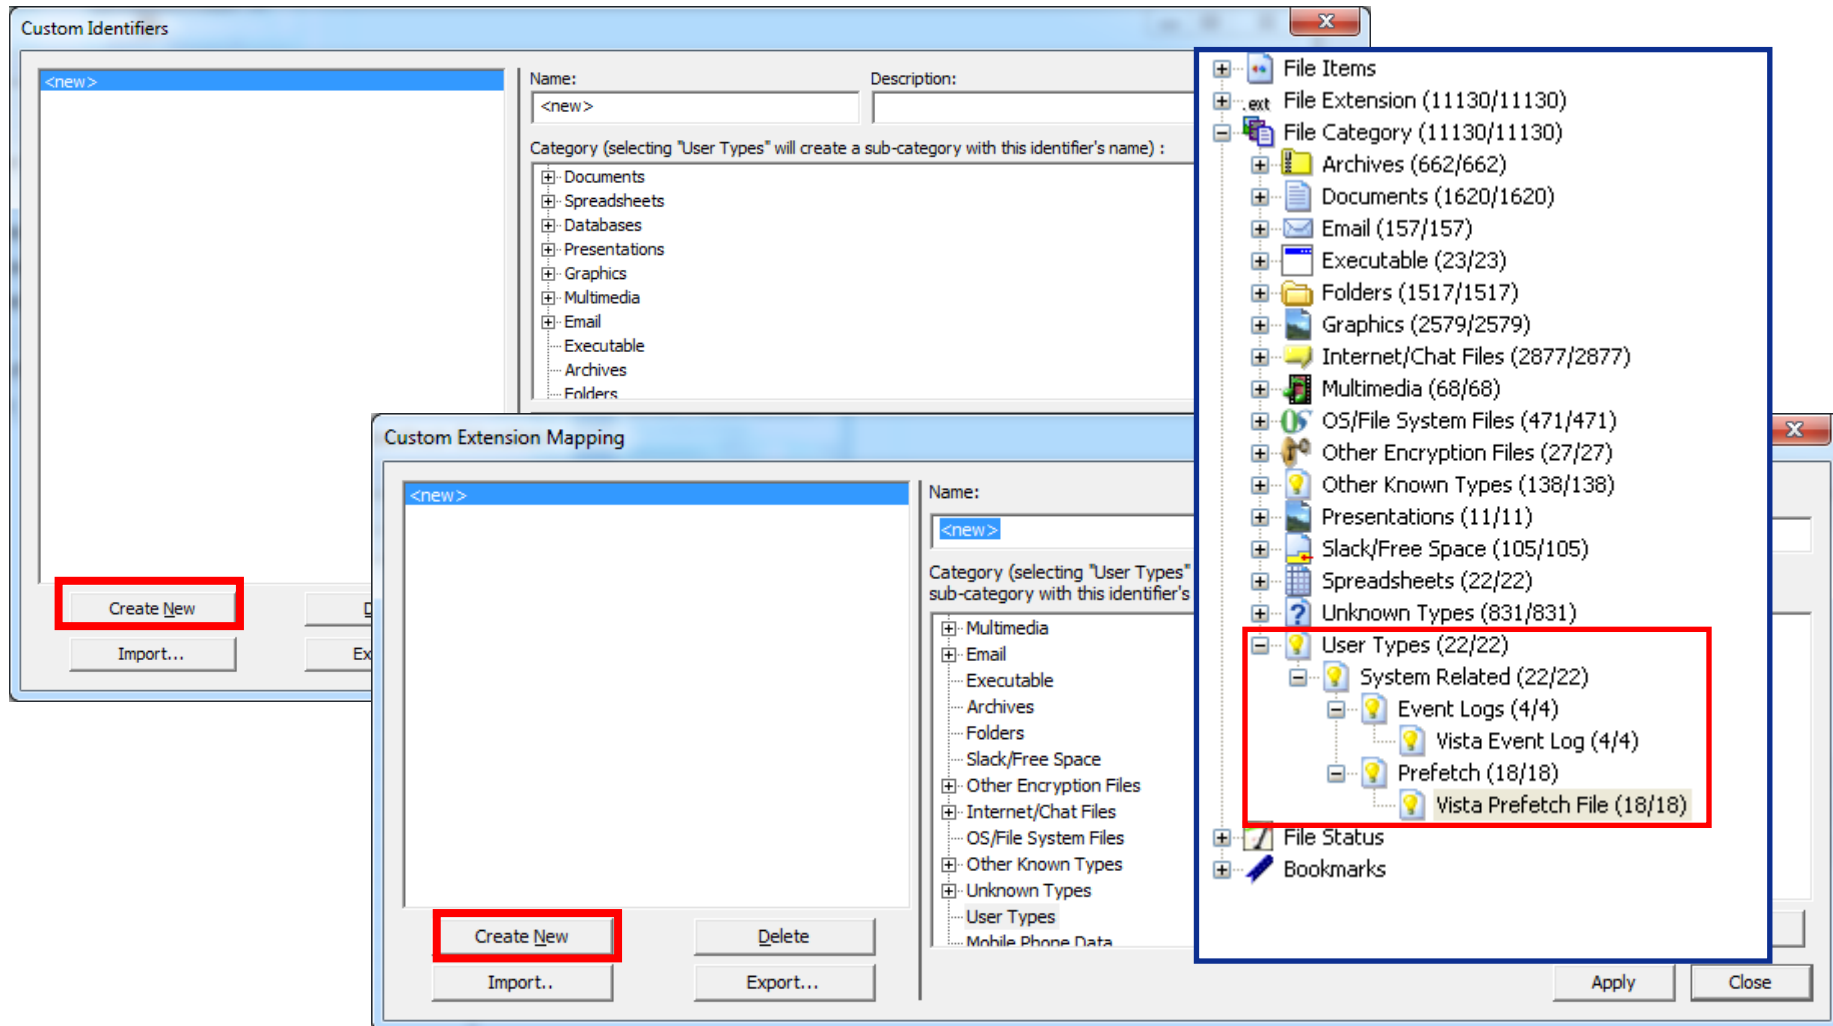 Custom Identifiers
<new>
Name:
Description:
<new>
Category (selecting "User Types" will create a sub-category with this identifier's name) :
Documents
Spreadsheets
Databases
Presentations
Graphics
Multimedia
Email
Executable
Archives
Folders
Create New
Import...
Ex
Custom Extension Mapping
<new>
Name:
<new>
Category (selecting "User Types"
sub-category with this identifier's
Multimedia
Email
Executable
Archives
Folders
Slack/Free Space
Other Encryption Files
Internet/Chat Files
OS/File System Files
Other Known Types
Unknown Types
User Types
Mobile Phone Data
Create New
Delete
Import..
Export...
Apply
Close
File Items
.ext File Extension (11130/11130)
File Category (11130/11130)
Archives (662/662)
Documents (1620/1620)
Email (157/157)
Executable (23/23)
Folders (1517/1517)
Graphics (2579/2579)
Internet/Chat Files (2877/2877)
Multimedia (68/68)
OS/File System Files (471/471)
Other Encryption Files (27/27)
Other Known Types (138/138)
Presentations (11/11)
Slack/Free Space (105/105)
Spreadsheets (22/22)
Unknown Types (831/831)
User Types (22/22)
System Related (22/22)
Event Logs (4/4)
Vista Event Log (4/4)
Prefetch (18/18)
Vista Prefetch File (18/18)
File Status
Bookmarks